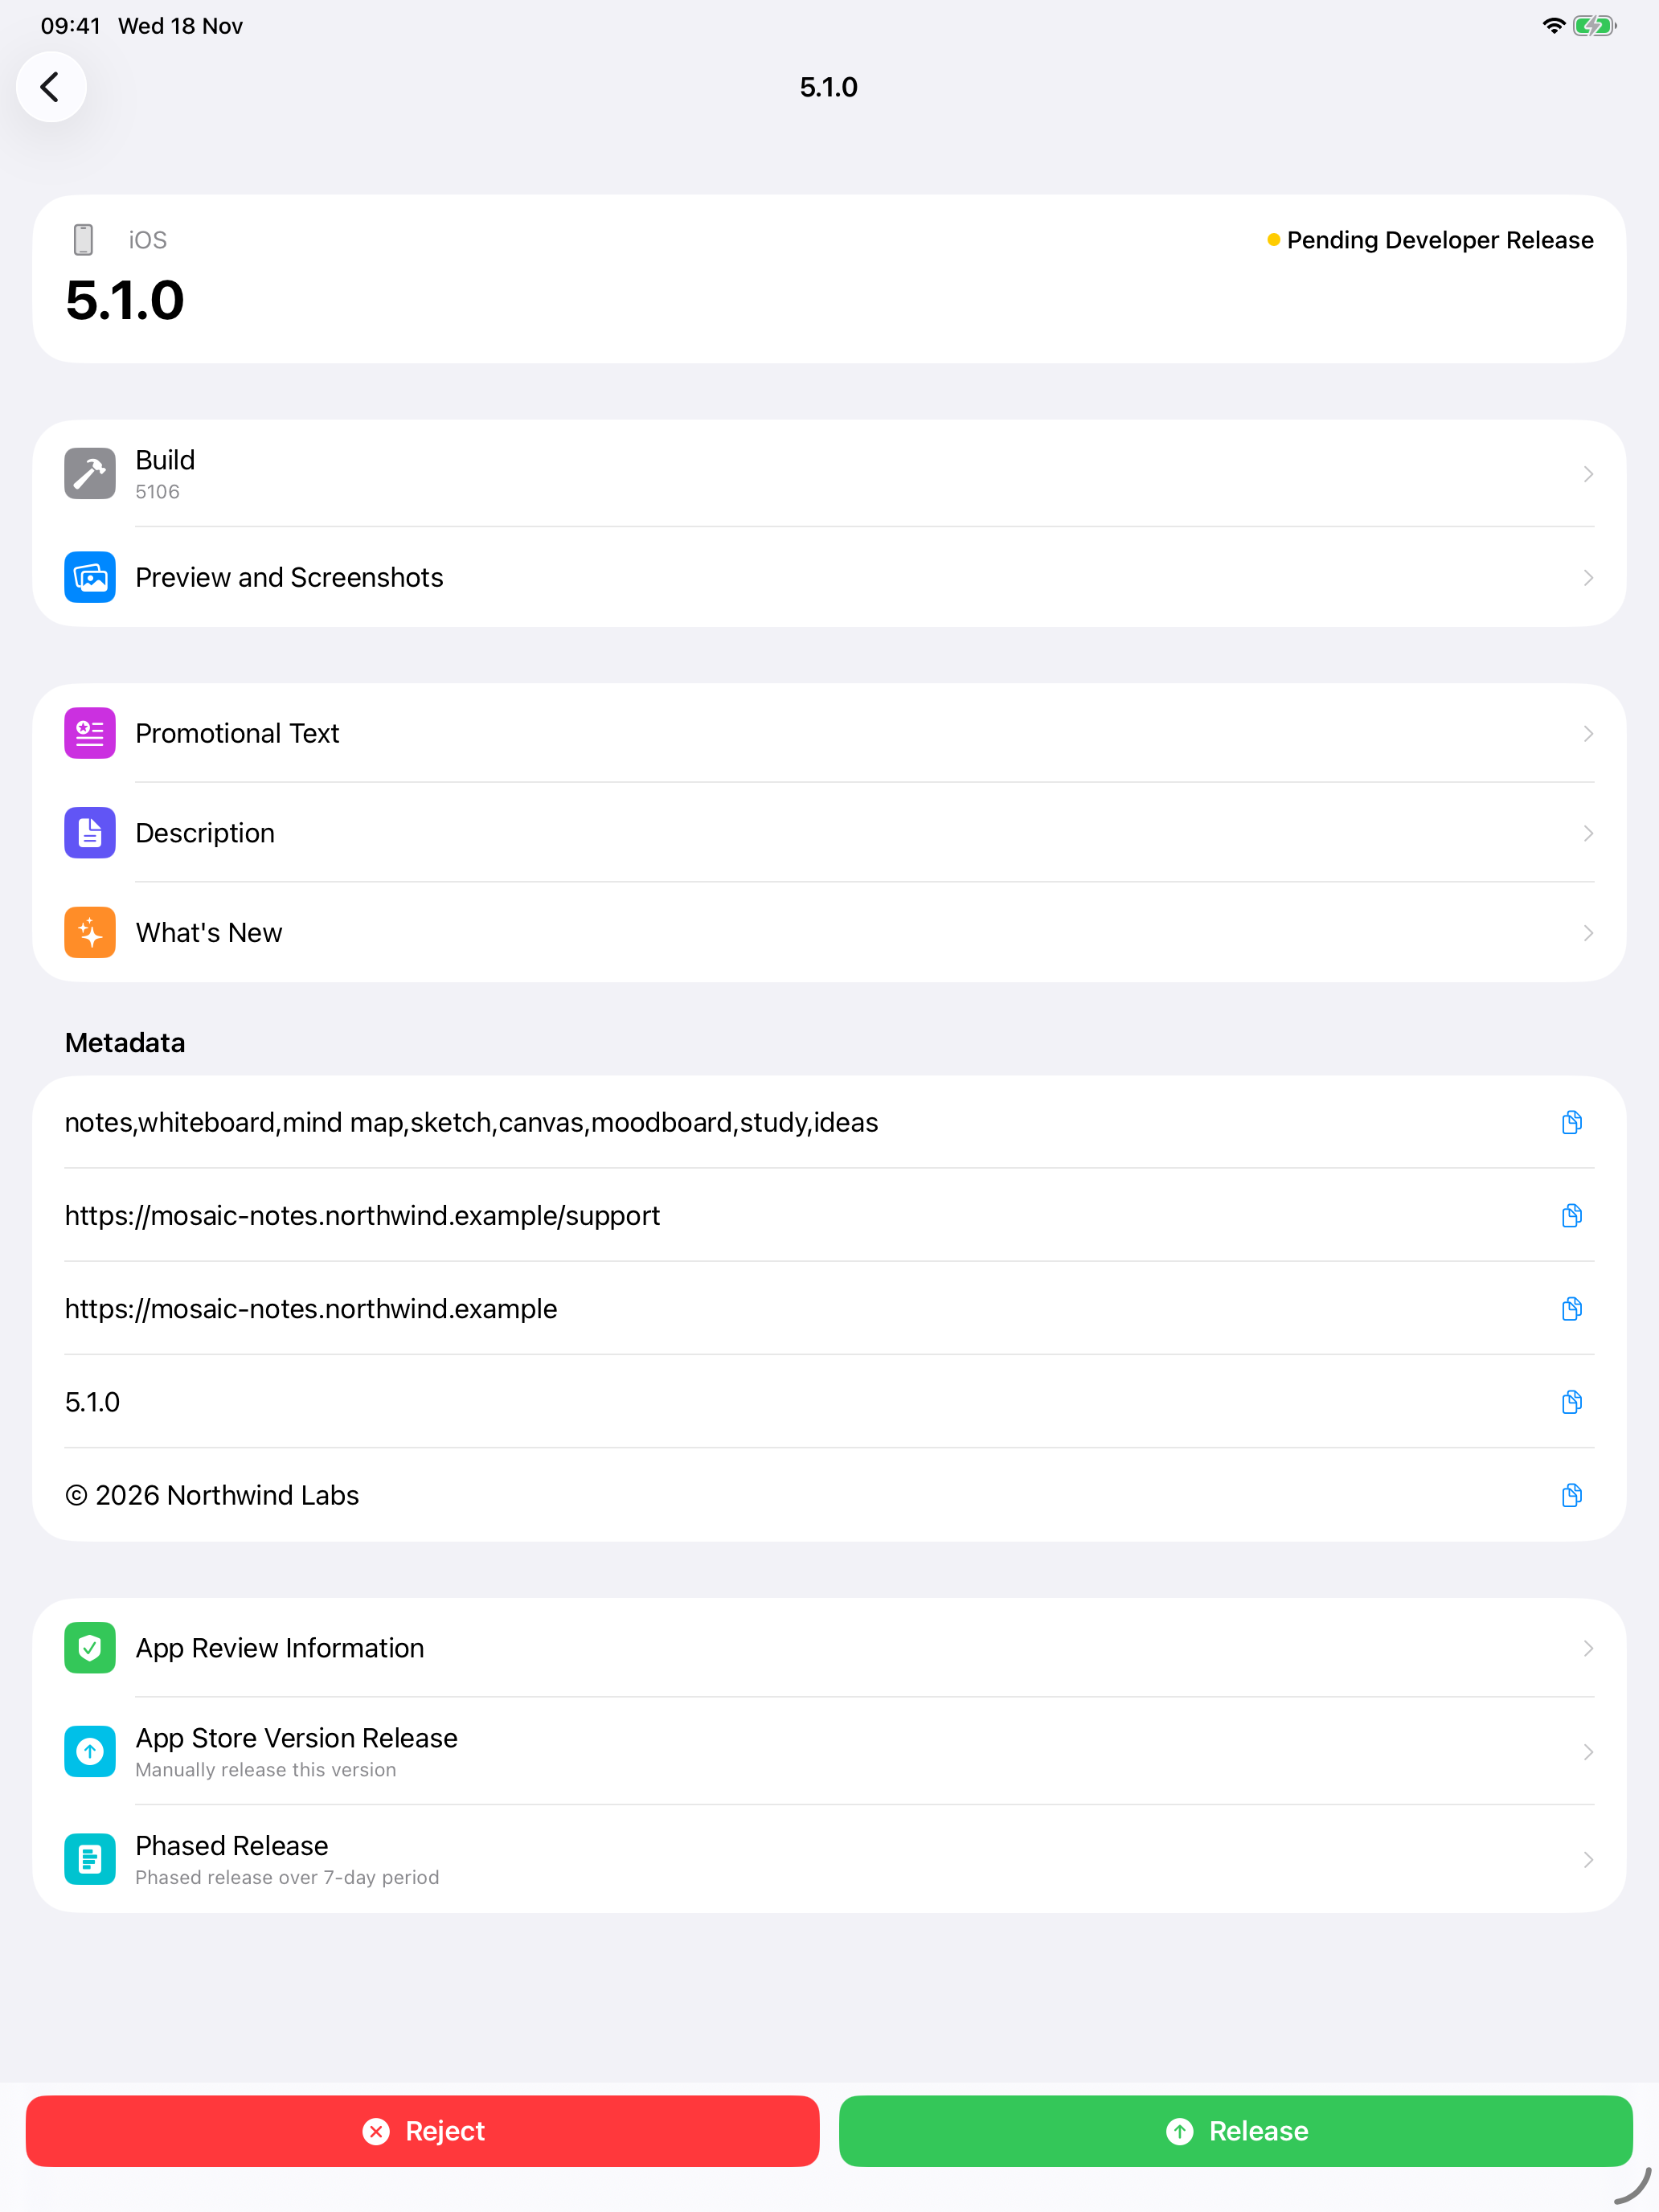 09:41 Wed 18 Nov
5.1.0
iOS
Pending Developer Release
5.1.0
Build
5106
Preview and Screenshots
Promotional Text
Description
What's New
Metadata
notes,whiteboard,mind map,sketch,canvas,moodboard,study,ideas
https://mosaic-notes.northwind.example/support
https://mosaic-notes.northwind.example
5.1.0
© 2026 Northwind Labs
App Review Information
App Store Version Release
Manually release this version
Phased Release
Phased release over 7-day period
Reject
Release